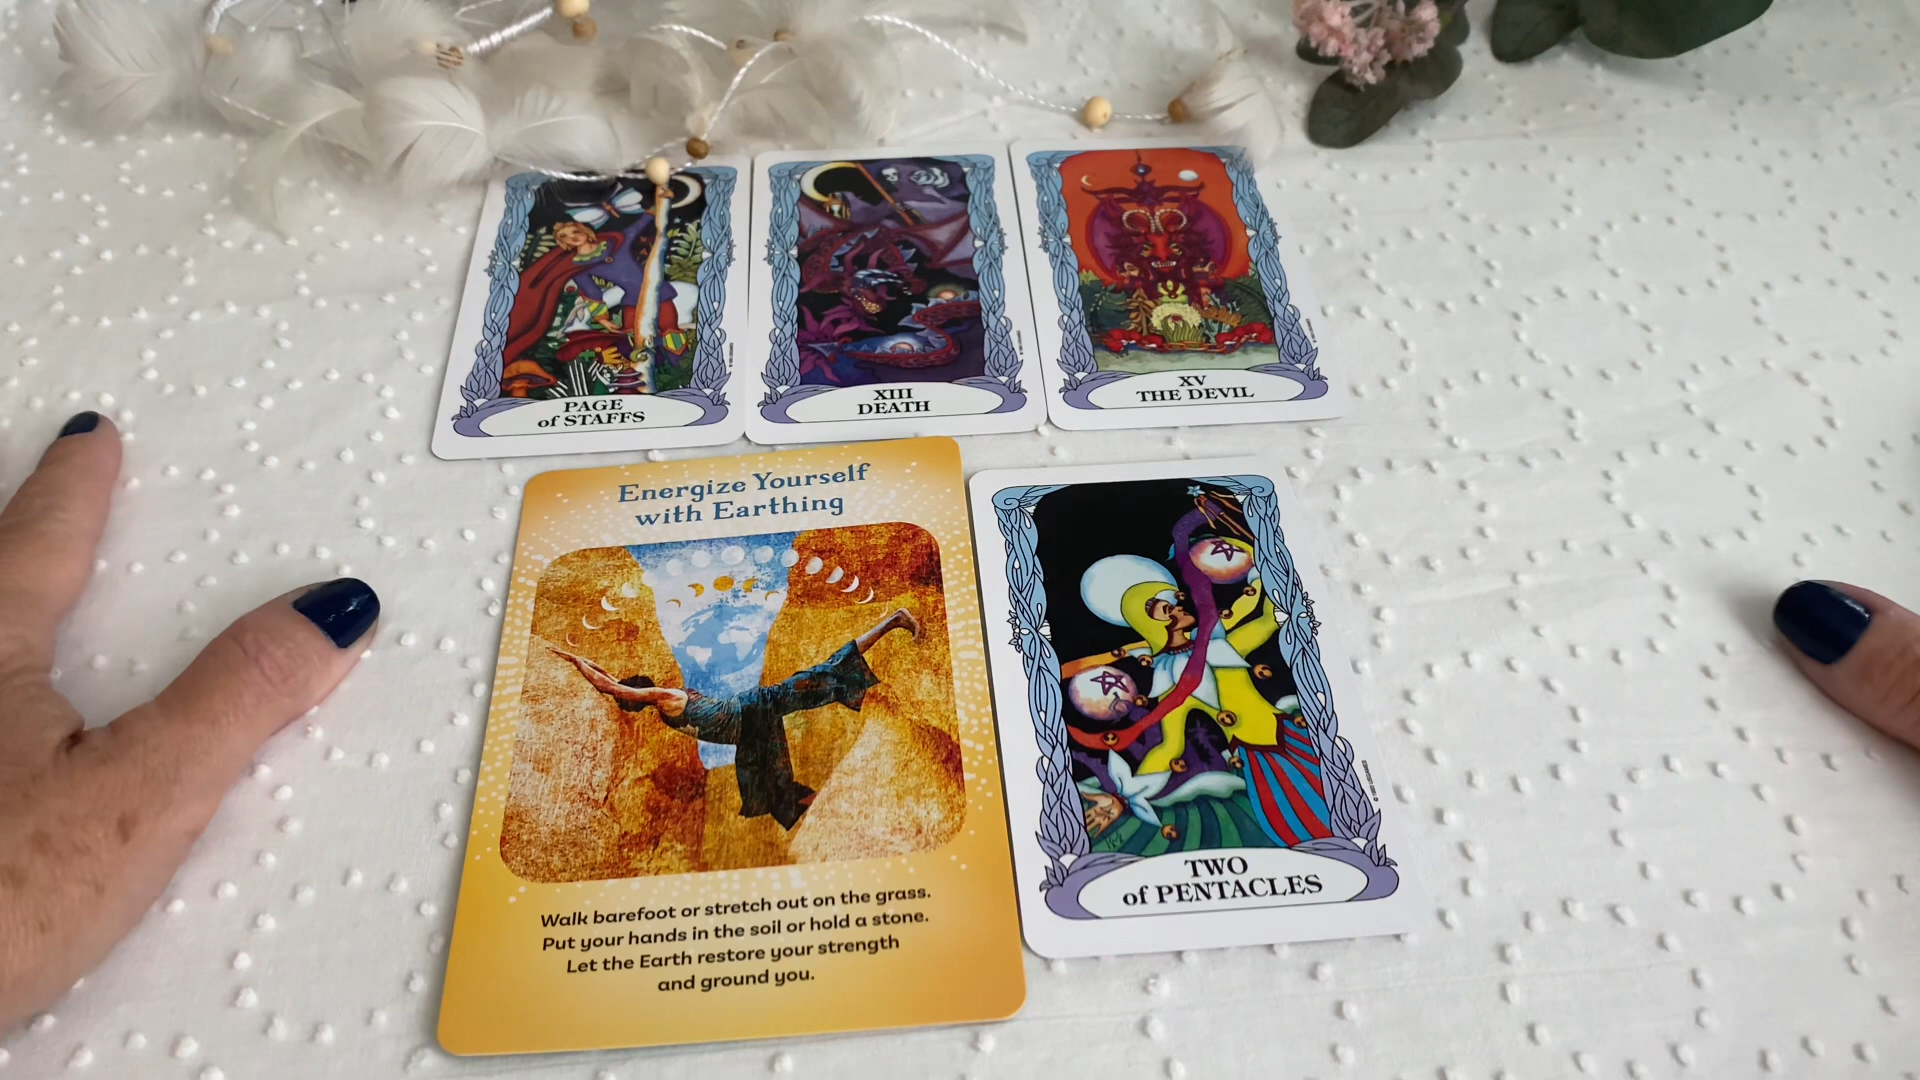 PAGE
of STAFFS
XIII
DEATH
XV
THE DEVIL
Energize Yourself
with Earthing
Walk barefoot or stretch out on the grass.
Put your hands in the soil or hold a stone.
Let the Earth restore your strength
and ground you.
TWO
of PENTACLES